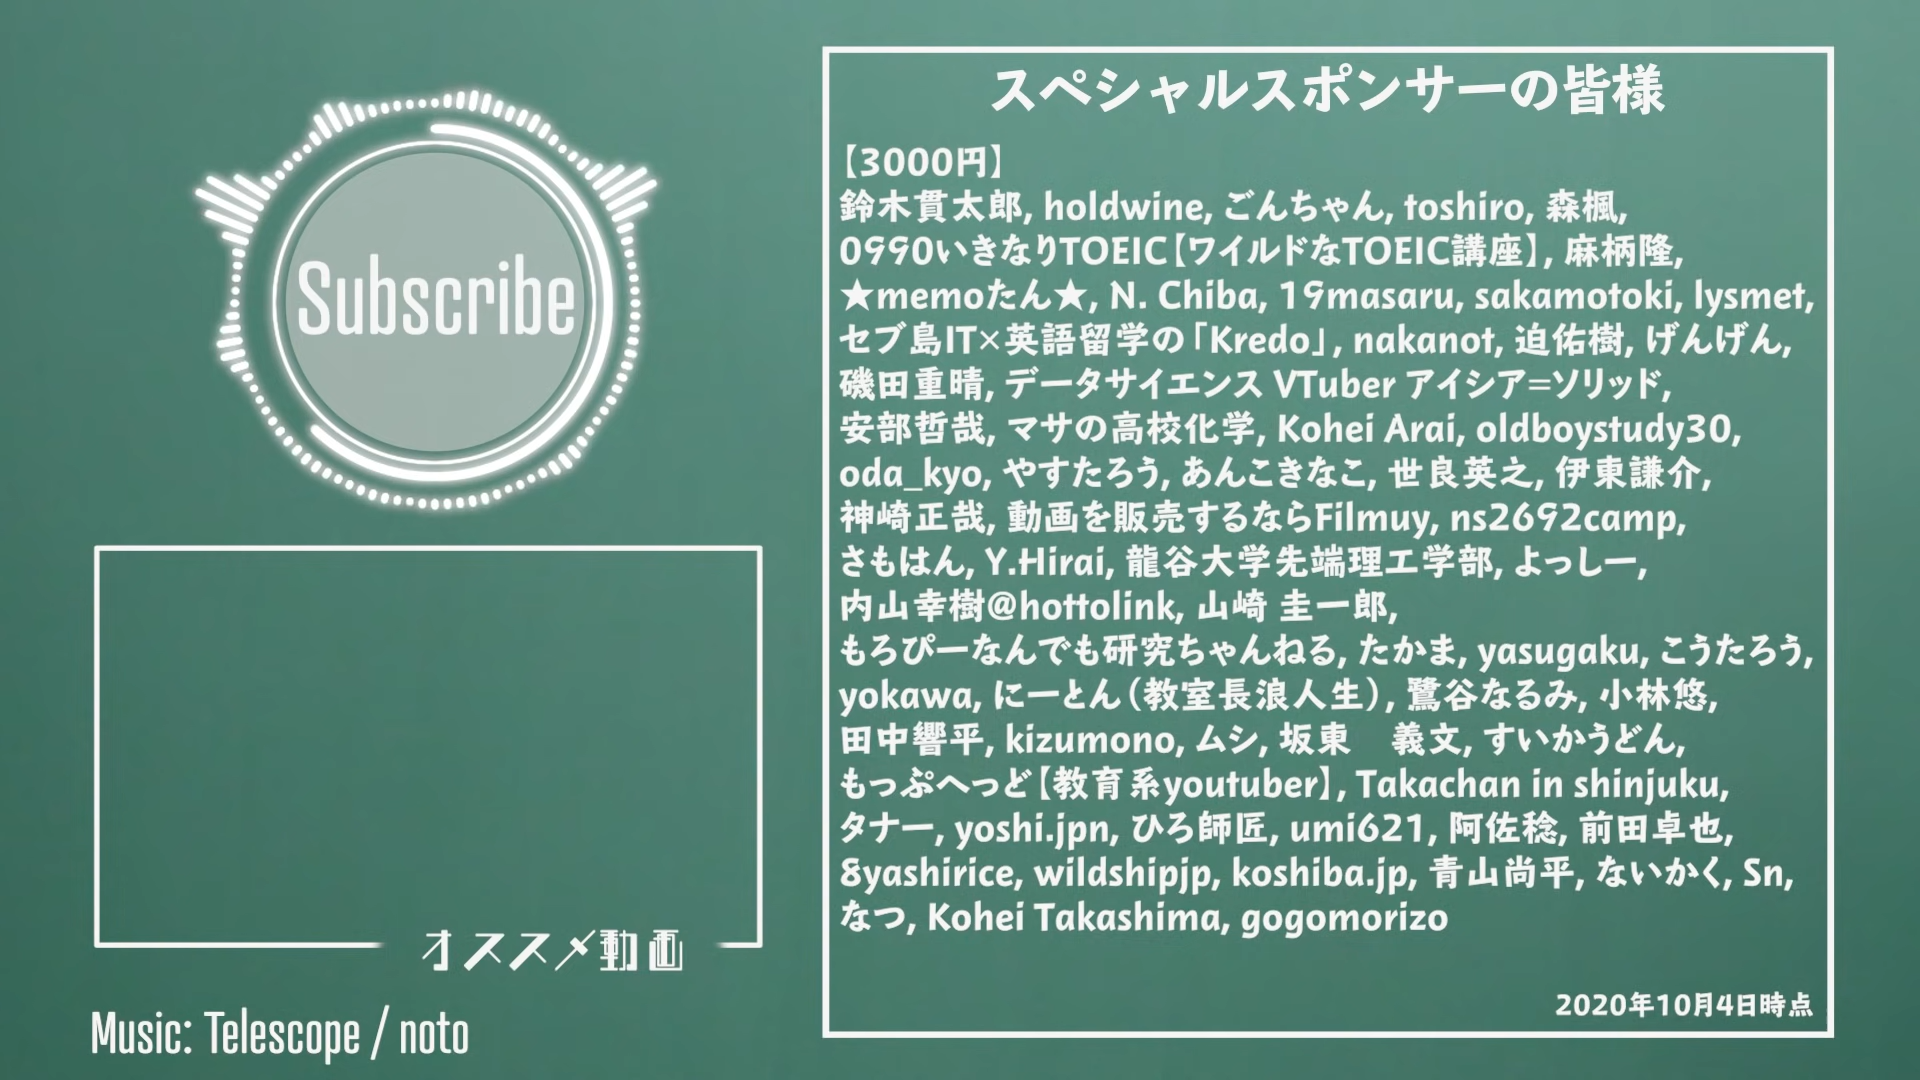 Subscribe
オススメ動画
Music: Telescope / noto
スペシャルスポンサーの皆様
【3000円】
鈴木貫太郎, holdwine, ごんちゃん, toshiro, 森楓,
0990いきなりTOEIC【ワイルドなTOEIC講座】, 麻柄隆,
★memoたん★, N. Chiba, 19masaru, sakamotoki, lysmet,
セブ島IT×英語留学の「Kredo」, nakanot, 迫佑樹, げんげん,
磯田重晴, データサイエンス VTuber アイシア=ソリッド,
安部哲哉, マサの高校化学, Kohei Arai, oldboystudy30,
oda_kyo, やすたろう, あんこきなこ, 世良英之, 伊東謙介,
神崎正哉, 動画を販売するならFilmuy, ns2692camp,
さもはん, Y.Hirai, 龍谷大学先端理工学部, よっしー,
内山幸樹@hottolink, 山崎 圭一郎,
もろぴーなんでも研究ちゃんねる, たかま, yasugaku, こうたろう,
yokawa, にーとん（教室長浪人生）, 鷺谷なるみ, 小林悠,
田中響平, kizumono, ムシ, 坂東　義文, すいかうどん,
もっぷへっど【教育系youtuber】, Takachan in shinjuku,
タナー, yoshi.jpn, ひろ師匠, umi621, 阿佐稔, 前田卓也,
&yashirice, wildshipjp, koshiba.jp, 青山尚平, ないかく, Sn,
なつ, Kohei Takashima, gogomorizo
2020年10月4日時点